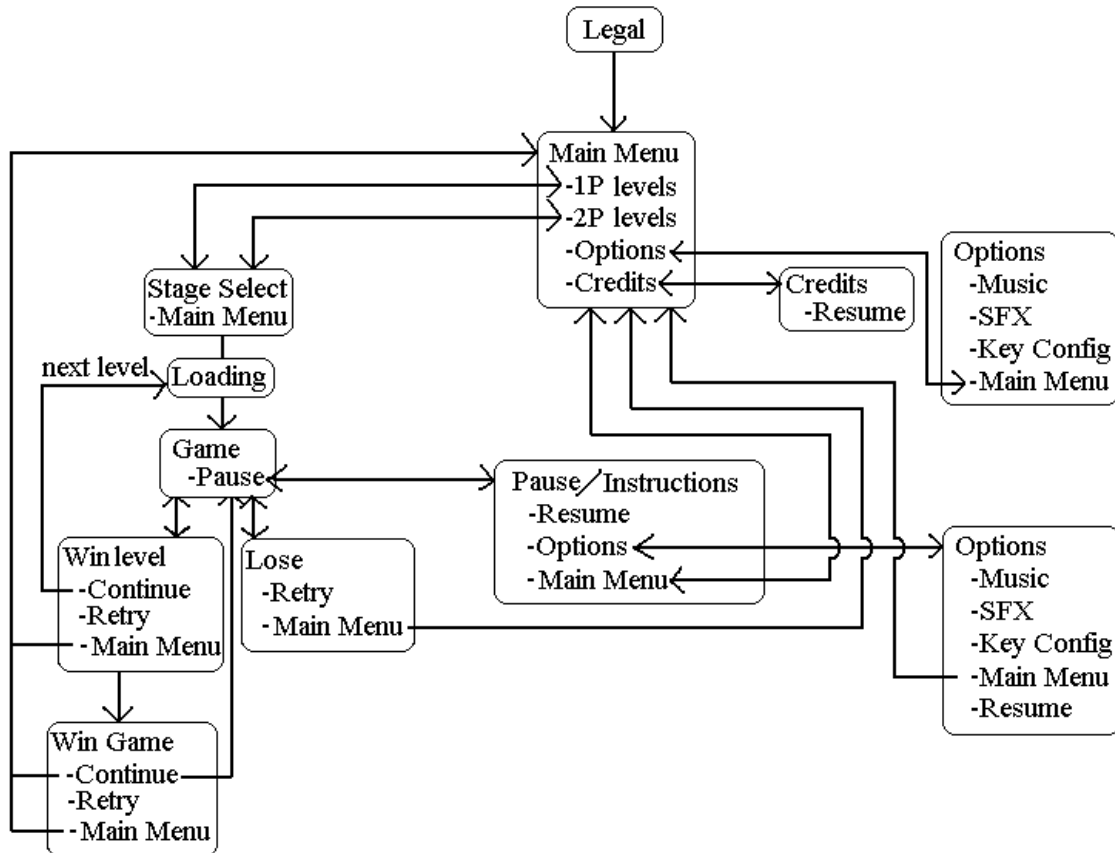 Legal
Main Menu
-1P levels
-2P levels
-Options
-Credits
Options
-Music
-SFX
-Key Config
-Main Menu
Credits
-Resume
Stage Select
-Main Menu
next level
Loading
Game
-Pause
Pause/Instructions
-Resume
-Options
-Main Menu
Win level
-Continue
-Retry
-Main Menu
Lose
-Retry
-Main Menu
Options
-Music
-SFX
-Key Config
-Main Menu
-Resume
Win Game
-Continue
-Retry
-Main Menu